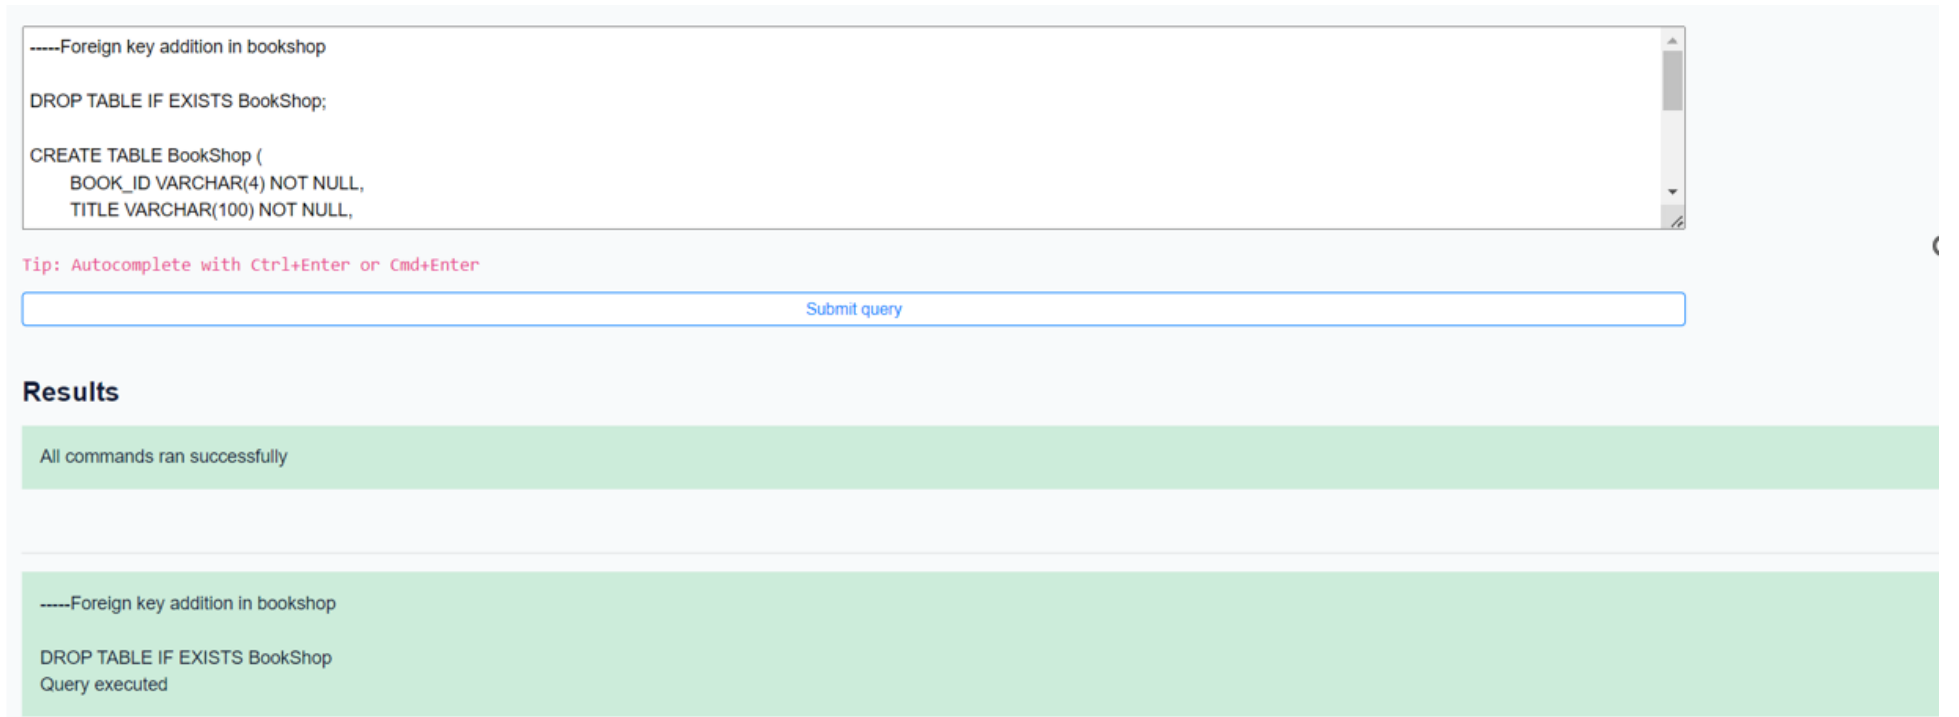 -----Foreign key addition in bookshop
DROP TABLE IF EXISTS BookShop;
CREATE TABLE BookShop (
BOOK_ID VARCHAR(4) NOT NULL,
TITLE VARCHAR(100) NOT NULL,
Tip: Autocomplete with Ctrl+Enter or Cmd+Enter
Submit query
Results
All commands ran successfully
-----Foreign key addition in bookshop
DROP TABLE IF EXISTS BookShop
Query executed